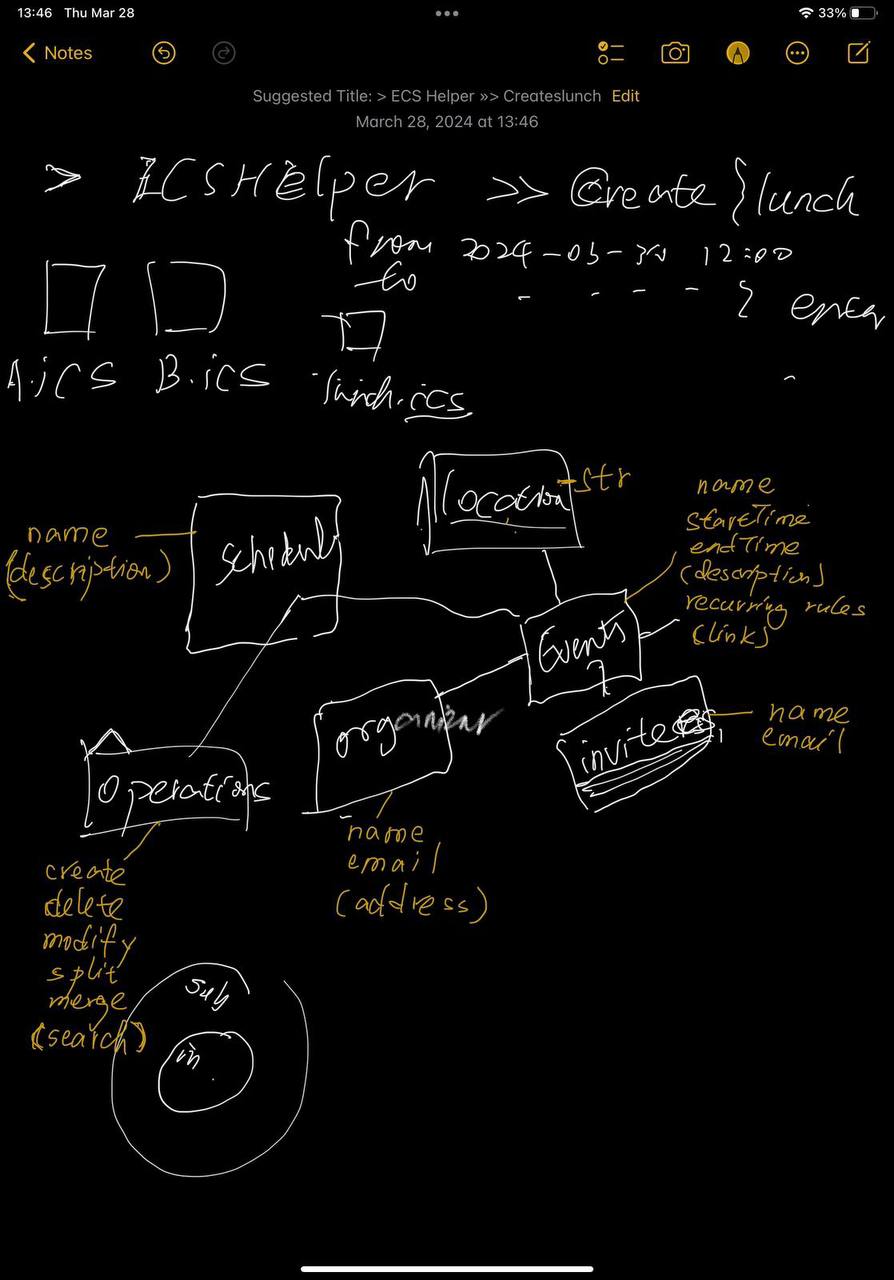 13:46 Thu Mar 28
33%
Notes
Suggested Title: > ECS Helper »> Createslunch Edit
March 28, 2024 at 13:46
> ICSHElper >> Create {lunch
from 2024-03-30 12:00
to - - - - } enter
A.ics B.ics lunch.ics
location
str
name
startTime
endTime
(description)
recurring rules
(link)
name
(description)
schedule
Events
organizer
invitees
name
email
Operations
name
email
(address)
create
delete
modify
split
merge
(search)
sub
in